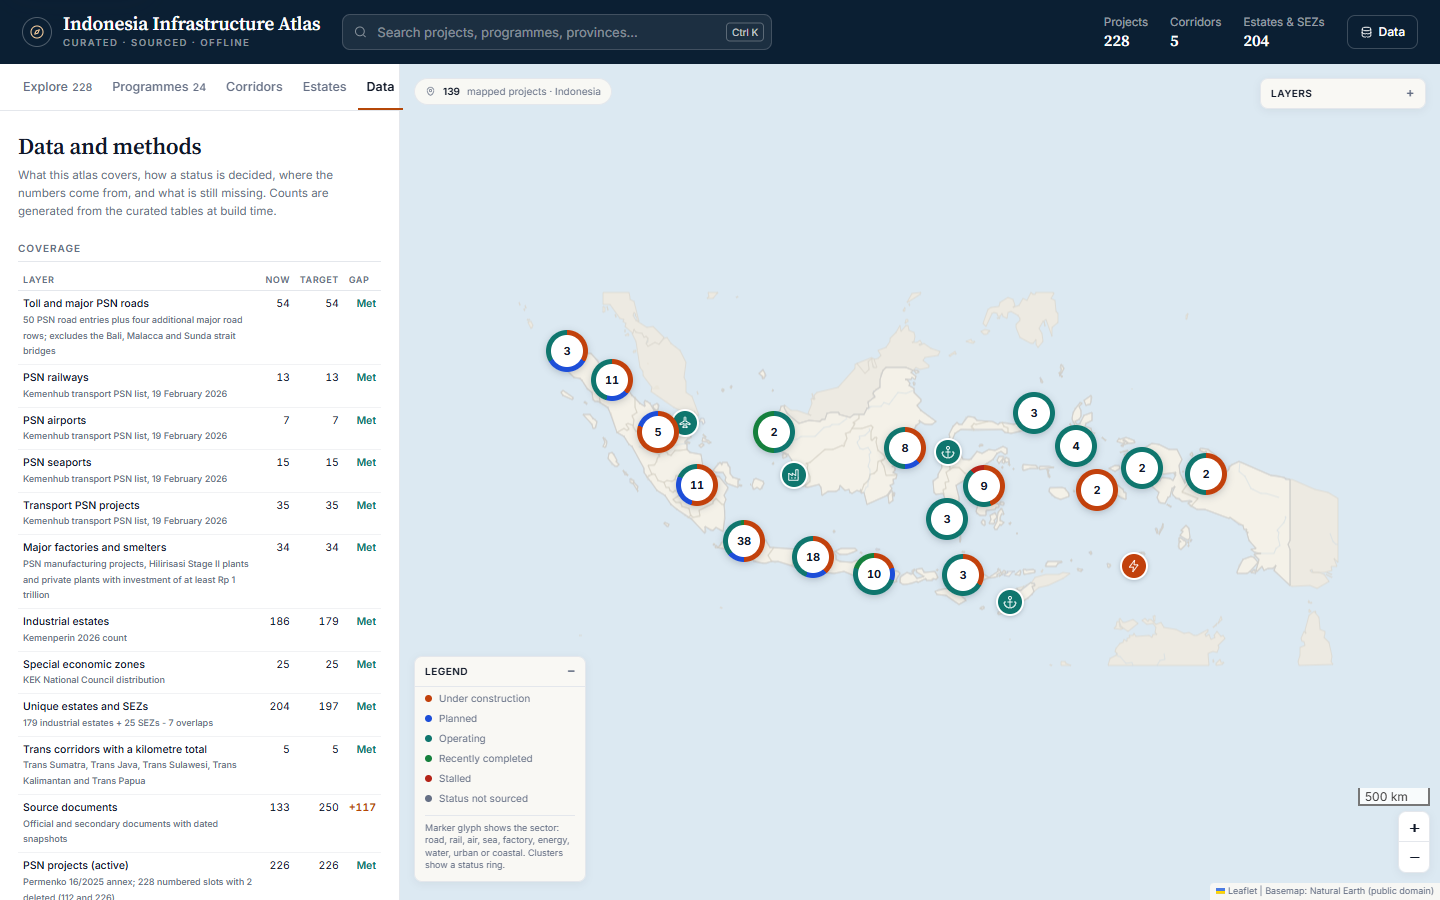 Indonesia Infrastructure Atlas
CURATED · SOURCED · OFFLINE
Search projects, programmes, provinces...
Ctrl K
Projects
228
Corridors
5
Estates & SEZs
204
Data
Explore 228
Programmes 24
Corridors
Estates
Data
Data and methods
What this atlas covers, how a status is decided, where the
numbers come from, and what is still missing. Counts are
generated from the curated tables at build time.
COVERAGE
LAYER NOW TARGET GAP
Toll and major PSN roads 54 54 Met
50 PSN road entries plus four additional major road
rows; excludes the Bali, Malacca and Sunda strait
bridges
PSN railways 13 13 Met
Kemenhub transport PSN list, 19 February 2026
PSN airports 7 7 Met
Kemenhub transport PSN list, 19 February 2026
PSN seaports 15 15 Met
Kemenhub transport PSN list, 19 February 2026
Transport PSN projects 35 35 Met
Kemenhub transport PSN list, 19 February 2026
Major factories and smelters 34 34 Met
PSN manufacturing projects, Hilirisasi Stage II plants
and private plants with investment of at least Rp 1
trillion
Industrial estates 186 179 Met
Kemenperin 2026 count
Special economic zones 25 25 Met
KEK National Council distribution
Unique estates and SEZs 204 197 Met
179 industrial estates + 25 SEZs - 7 overlaps
Trans corridors with a kilometre total 5 5 Met
Trans Sumatra, Trans Java, Trans Sulawesi, Trans
Kalimantan and Trans Papua
Source documents 133 250 +117
Official and secondary documents with dated
snapshots
PSN projects (active) 226 226 Met
Permenko 16/2025 annex; 228 numbered slots with 2
deleted (112 and 226)
139 mapped projects · Indonesia
LAYERS +
3
11
5
2
11
38
18
10
8
9
3
3
3
4
2
2
2
LEGEND −
Under construction
Planned
Operating
Recently completed
Stalled
Status not sourced
Marker glyph shows the sector:
road, rail, air, sea, factory, energy,
water, urban or coastal. Clusters
show a status ring.
500 km
+
−
Leaflet | Basemap: Natural Earth (public domain)